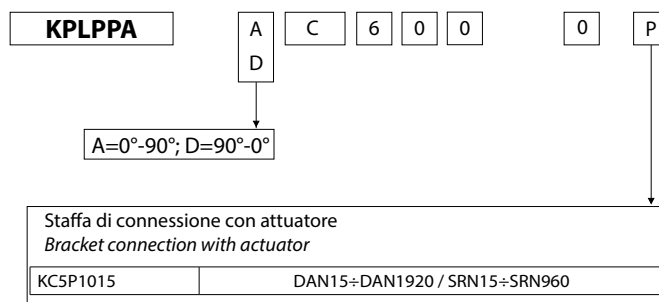 KPLPPA A C 6 0 0 0 P
D
A=0°-90°; D=90°-0°
Staffa di connessione con attuatore
Bracket connection with actuator
KC5P1015 DAN15÷DAN1920 / SRN15÷SRN960